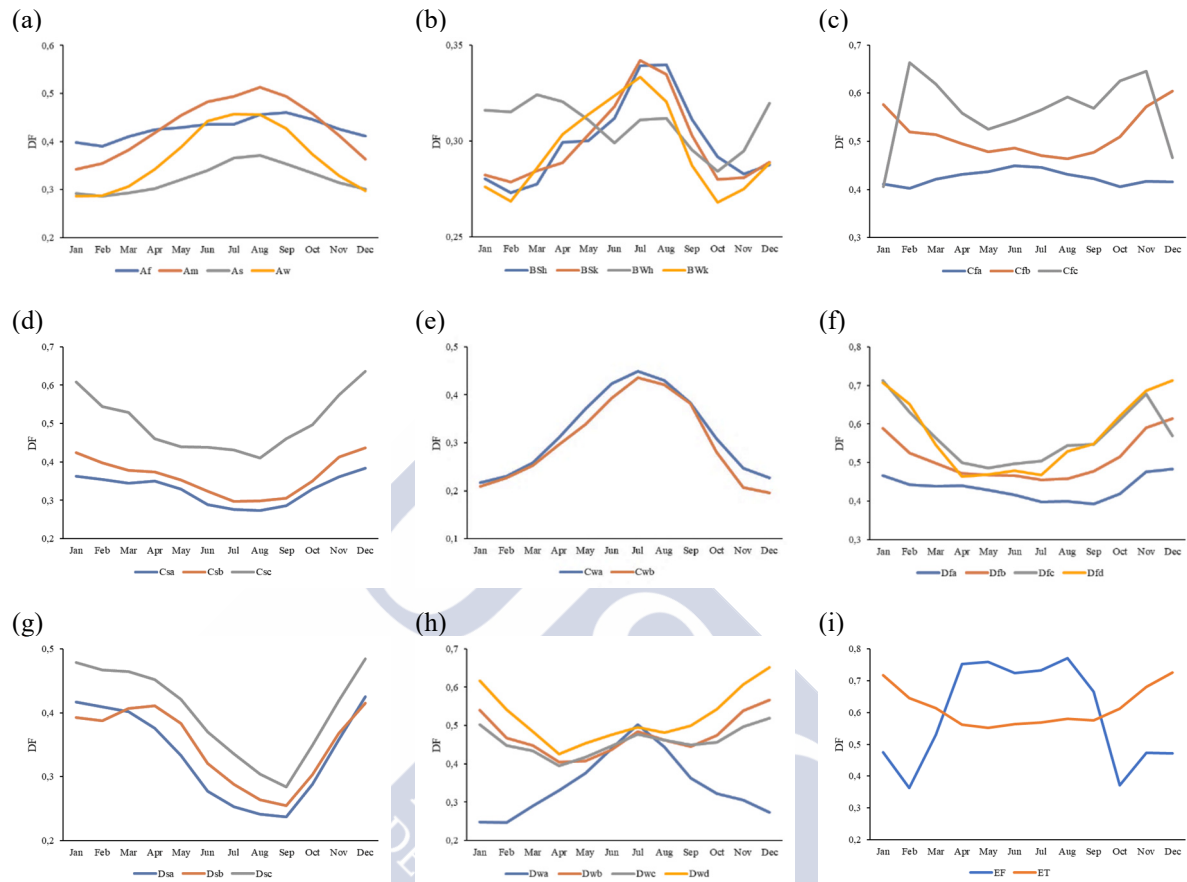 (a)
0,6
0,5
0,4
0,3
0,2
DF
Jan Feb Mar Apr May Jun Jul Aug Sep Oct Nov Dec
Af Am As Aw
(b)
0,35
0,30
0,25
DF
Jan Feb Mar Apr May Jun Jul Aug Sep Oct Nov Dec
BSh BSk BWh BWk
(c)
0,7
0,6
0,5
0,4
0,3
DF
Jan Feb Mar Apr May Jun Jul Aug Sep Oct Nov Dec
Cfa Cfb Cfc
(d)
0,7
0,6
0,5
0,4
0,3
0,2
DF
Jan Feb Mar Apr May Jun Jul Aug Sep Oct Nov Dec
Csa Csb Csc
(e)
0,5
0,4
0,3
0,2
0,1
DF
Jan Feb Mar Apr May Jun Jul Aug Sep Oct Nov Dec
Cwa Cwb
(f)
0,8
0,7
0,6
0,5
0,4
0,3
DF
Jan Feb Mar Apr May Jun Jul Aug Sep Oct Nov Dec
Dfa Dfb Dfc Dfd
(g)
0,5
0,4
0,3
0,2
DF
Jan Feb Mar Apr May Jun Jul Aug Sep Oct Nov Dec
Dsa Dsb Dsc
(h)
0,7
0,6
0,5
0,4
0,3
0,2
DF
Jan Feb Mar Apr May Jun Jul Aug Sep Oct Nov Dec
Dwa Dwb Dwc Dwd
(i)
0,8
0,7
0,6
0,5
0,4
0,3
0,2
DF
Jan Feb Mar Apr May Jun Jul Aug Sep Oct Nov Dec
EF ET